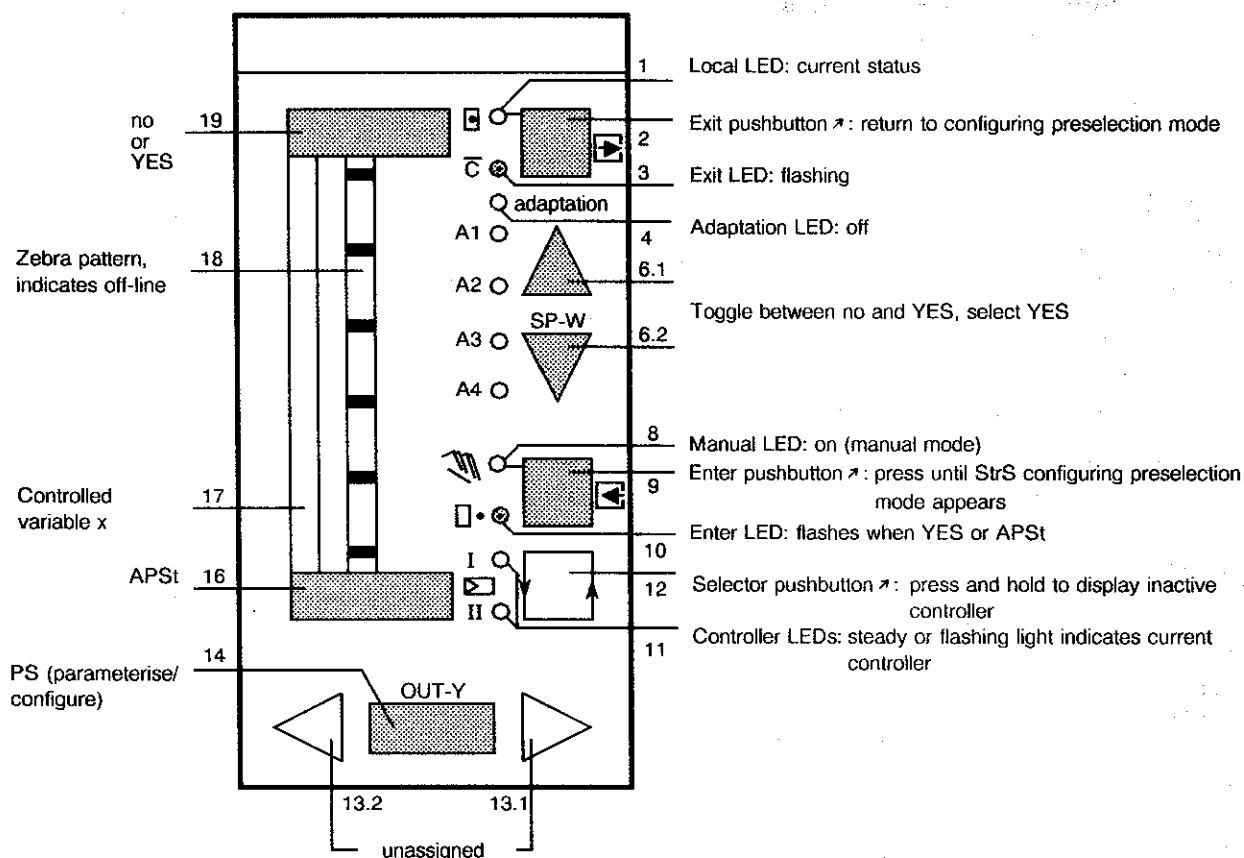 1 Local LED: current status
no
or
YES
19
Exit pushbutton ↗: return to configuring preselection mode
2
C̅
3 Exit LED: flashing
adaptation
Adaptation LED: off
4
A1
6.1
Zebra pattern,
indicates off-line
18
A2
Toggle between no and YES, select YES
SP-W
6.2
A3
A4
8 Manual LED: on (manual mode)
Enter pushbutton ↗: press until StrS configuring preselection
mode appears
9
Controlled
variable x
17
Enter LED: flashes when YES or APSt
10
I
APSt 16
12 Selector pushbutton ↗: press and hold to display inactive
controller
II
11 Controller LEDs: steady or flashing light indicates current
controller
PS (parameterise/
configure)
14
OUT-Y
13.2 13.1
unassigned